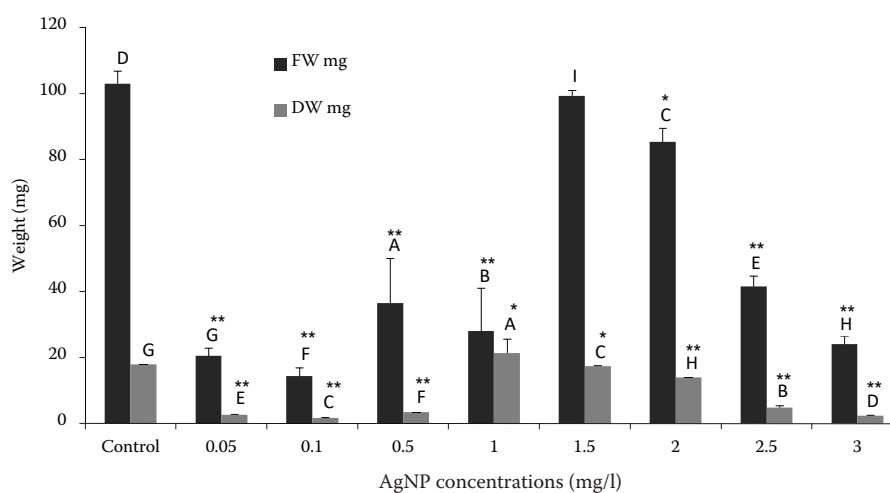 120
100
80
60
40
20
0
Weight (mg)
FW mg
DW mg
D
G
**
G
**
E
**
F
**
C
**
A
**
F
**
B
*
A
I
*
C
*
C
**
H
**
E
**
B
**
H
**
D
Control 0.05 0.1 0.5 1 1.5 2 2.5 3
AgNP concentrations (mg/l)